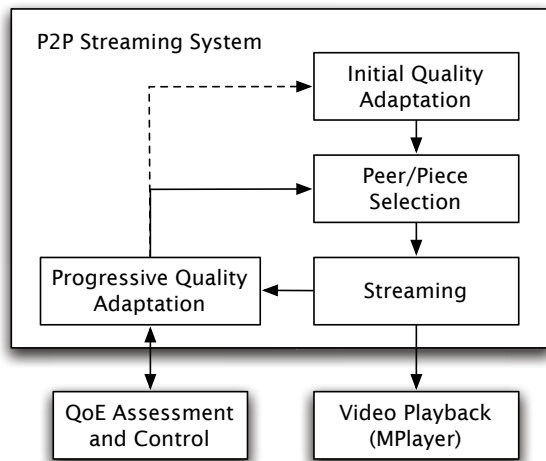 P2P Streaming System
Initial Quality
Adaptation
Peer/Piece
Selection
Progressive Quality
Adaptation
Streaming
QoE Assessment
and Control
Video Playback
(MPlayer)